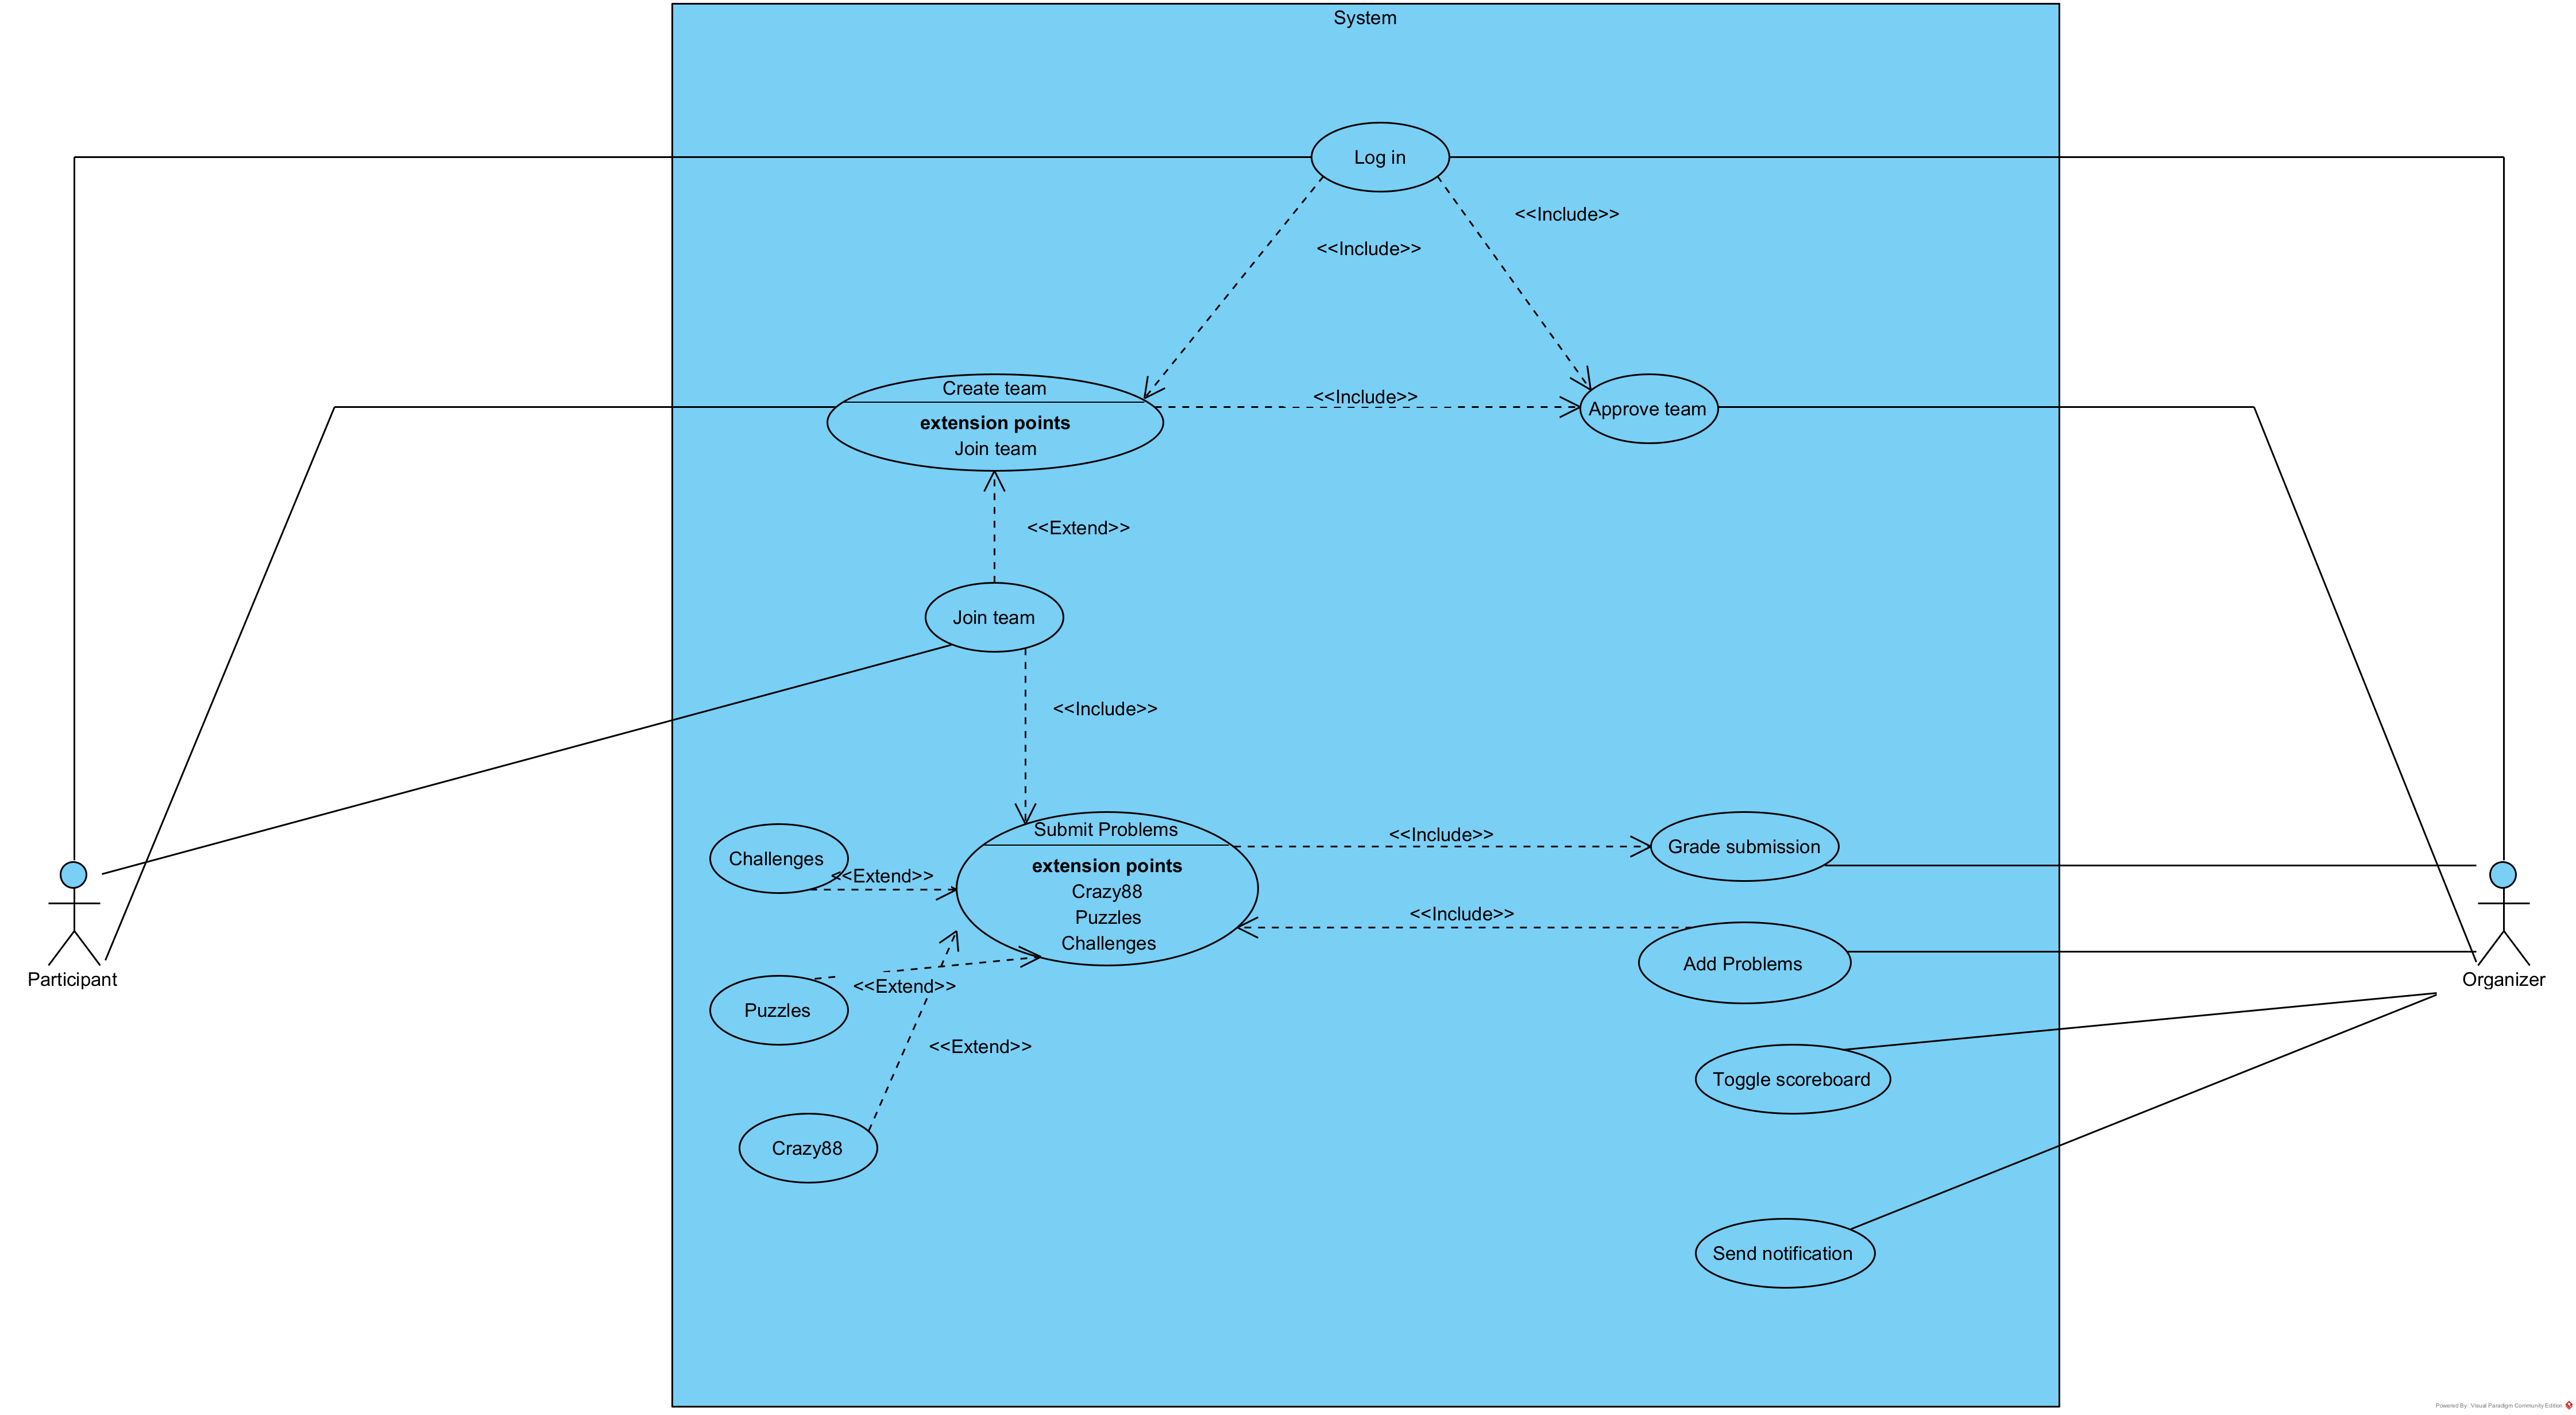 System
Log in
<<Include>>
<<Include>>
Create team
extension points
Join team
<<Include>>
Approve team
<<Extend>>
Join team
<<Include>>
Submit Problems
extension points
Crazy88
Puzzles
Challenges
Challenges
<<Extend>>
<<Include>>
Grade submission
<<Include>>
Add Problems
Participant
Organizer
<<Extend>>
Puzzles
<<Extend>>
Toggle scoreboard
Crazy88
Send notification
Powered By Visual Paradigm Community Edition